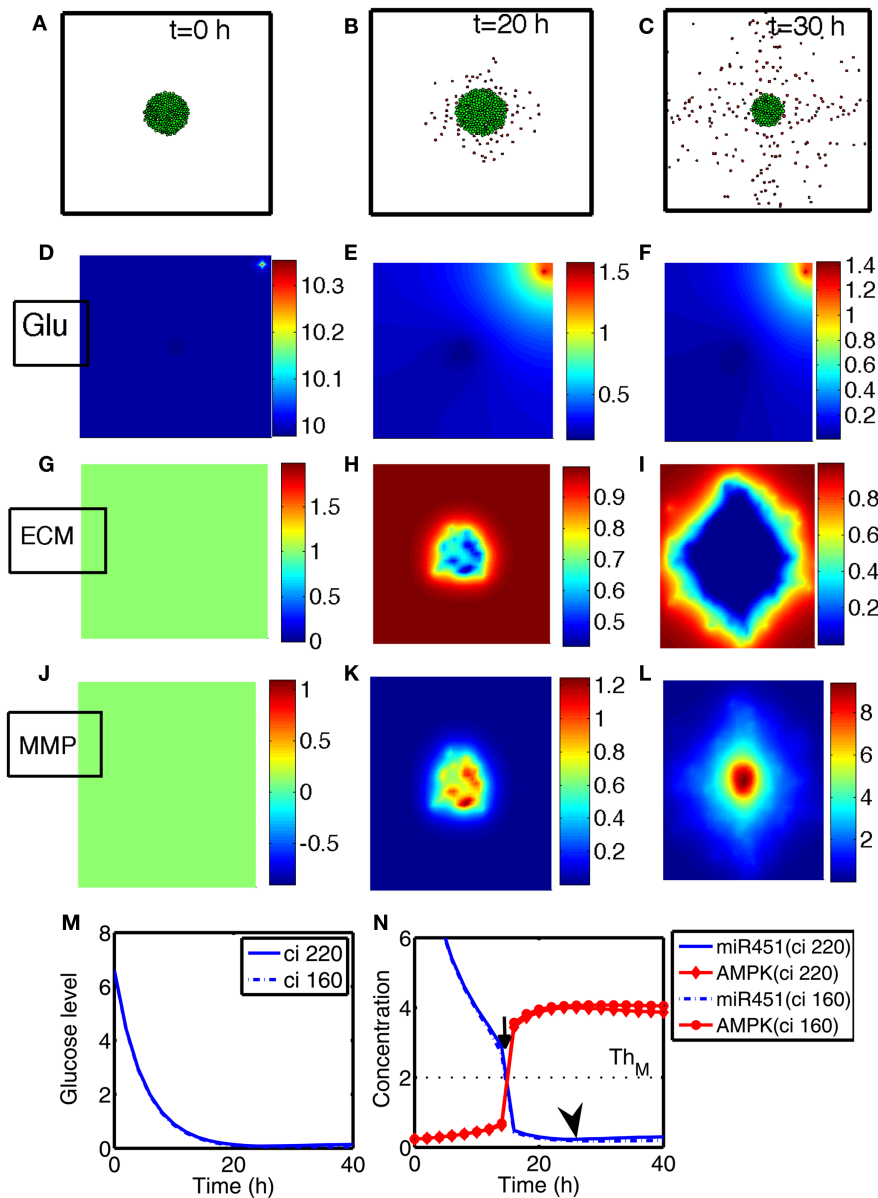 A
t=0 h
B
t=20 h
C
t=30 h
D
E
F
Glu
10.3
10.2
10.1
10
1.5
1
0.5
1.4
1.2
1
0.8
0.6
0.4
0.2
G
H
I
ECM
1.5
1
0.5
0
0.9
0.8
0.7
0.6
0.5
0.8
0.6
0.4
0.2
J
K
L
MMP
1
0.5
0
-0.5
1.2
1
0.8
0.6
0.4
0.2
8
6
4
2
M
8
6
4
2
0
Glucose level
ci 220
ci 160
0
20
40
Time (h)
N
6
4
2
0
Concentration
Th_M
0
20
40
Time (h)
miR451(ci 220)
AMPK(ci 220)
miR451(ci 160)
AMPK(ci 160)